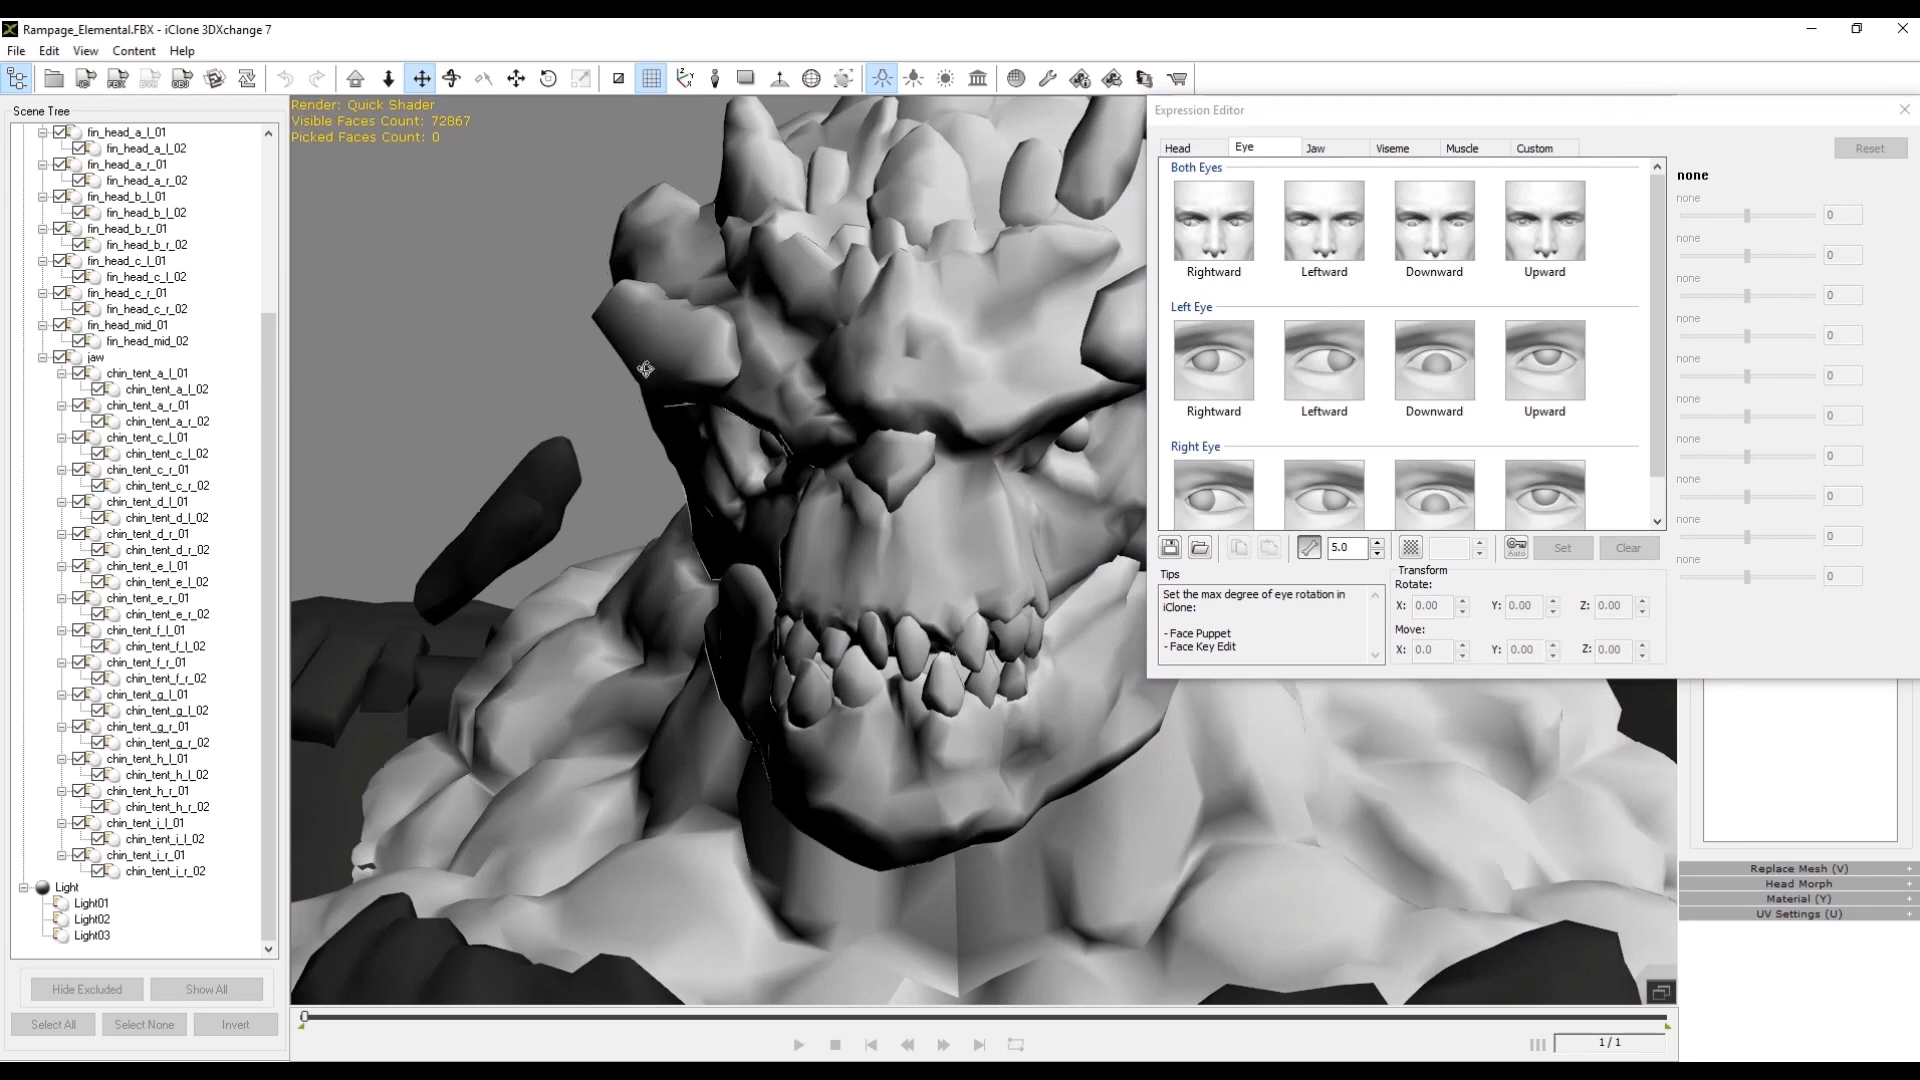 Rampage_Elemental.FBX - iClone 3DXchange 7
File Edit View Content Help
Scene Tree
fin_head_a_l_01
fin_head_a_l_02
fin_head_a_r_01
fin_head_a_r_02
fin_head_b_l_01
fin_head_b_l_02
fin_head_b_r_01
fin_head_b_r_02
fin_head_c_l_01
fin_head_c_l_02
fin_head_c_r_01
fin_head_c_r_02
fin_head_mid_01
fin_head_mid_02
jaw
chin_tent_a_l_01
chin_tent_a_l_02
chin_tent_a_r_01
chin_tent_a_r_02
chin_tent_c_l_01
chin_tent_c_l_02
chin_tent_c_r_01
chin_tent_c_r_02
chin_tent_d_l_01
chin_tent_d_l_02
chin_tent_d_r_01
chin_tent_d_r_02
chin_tent_e_l_01
chin_tent_e_l_02
chin_tent_e_r_01
chin_tent_e_r_02
chin_tent_f_l_01
chin_tent_f_l_02
chin_tent_f_r_01
chin_tent_f_r_02
chin_tent_g_l_01
chin_tent_g_l_02
chin_tent_g_r_01
chin_tent_g_r_02
chin_tent_h_l_01
chin_tent_h_l_02
chin_tent_h_r_01
chin_tent_h_r_02
chin_tent_i_l_01
chin_tent_i_l_02
chin_tent_i_r_01
chin_tent_i_r_02
Light
Light01
Light02
Light03
Hide Excluded Show All
Select All Select None Invert
Render: Quick Shader
Visible Faces Count: 72867
Picked Faces Count: 0
Expression Editor
Head Eye Jaw Viseme Muscle Custom
Reset
Both Eyes
Rightward Leftward Downward Upward
Left Eye
Rightward Leftward Downward Upward
Right Eye
5.0
Auto
Set Clear
Tips
Set the max degree of eye rotation in
iClone:
- Face Puppet
- Face Key Edit
Transform
Rotate:
X: 0.00 Y: 0.00 Z: 0.00
Move:
X: 0.0 Y: 0.00 Z: 0.00
none
none
0
none
0
none
0
none
0
none
0
none
0
none
0
none
0
none
0
none
0
Replace Mesh (V) +
Head Morph +
Material (Y) +
UV Settings (U) +
1 / 1